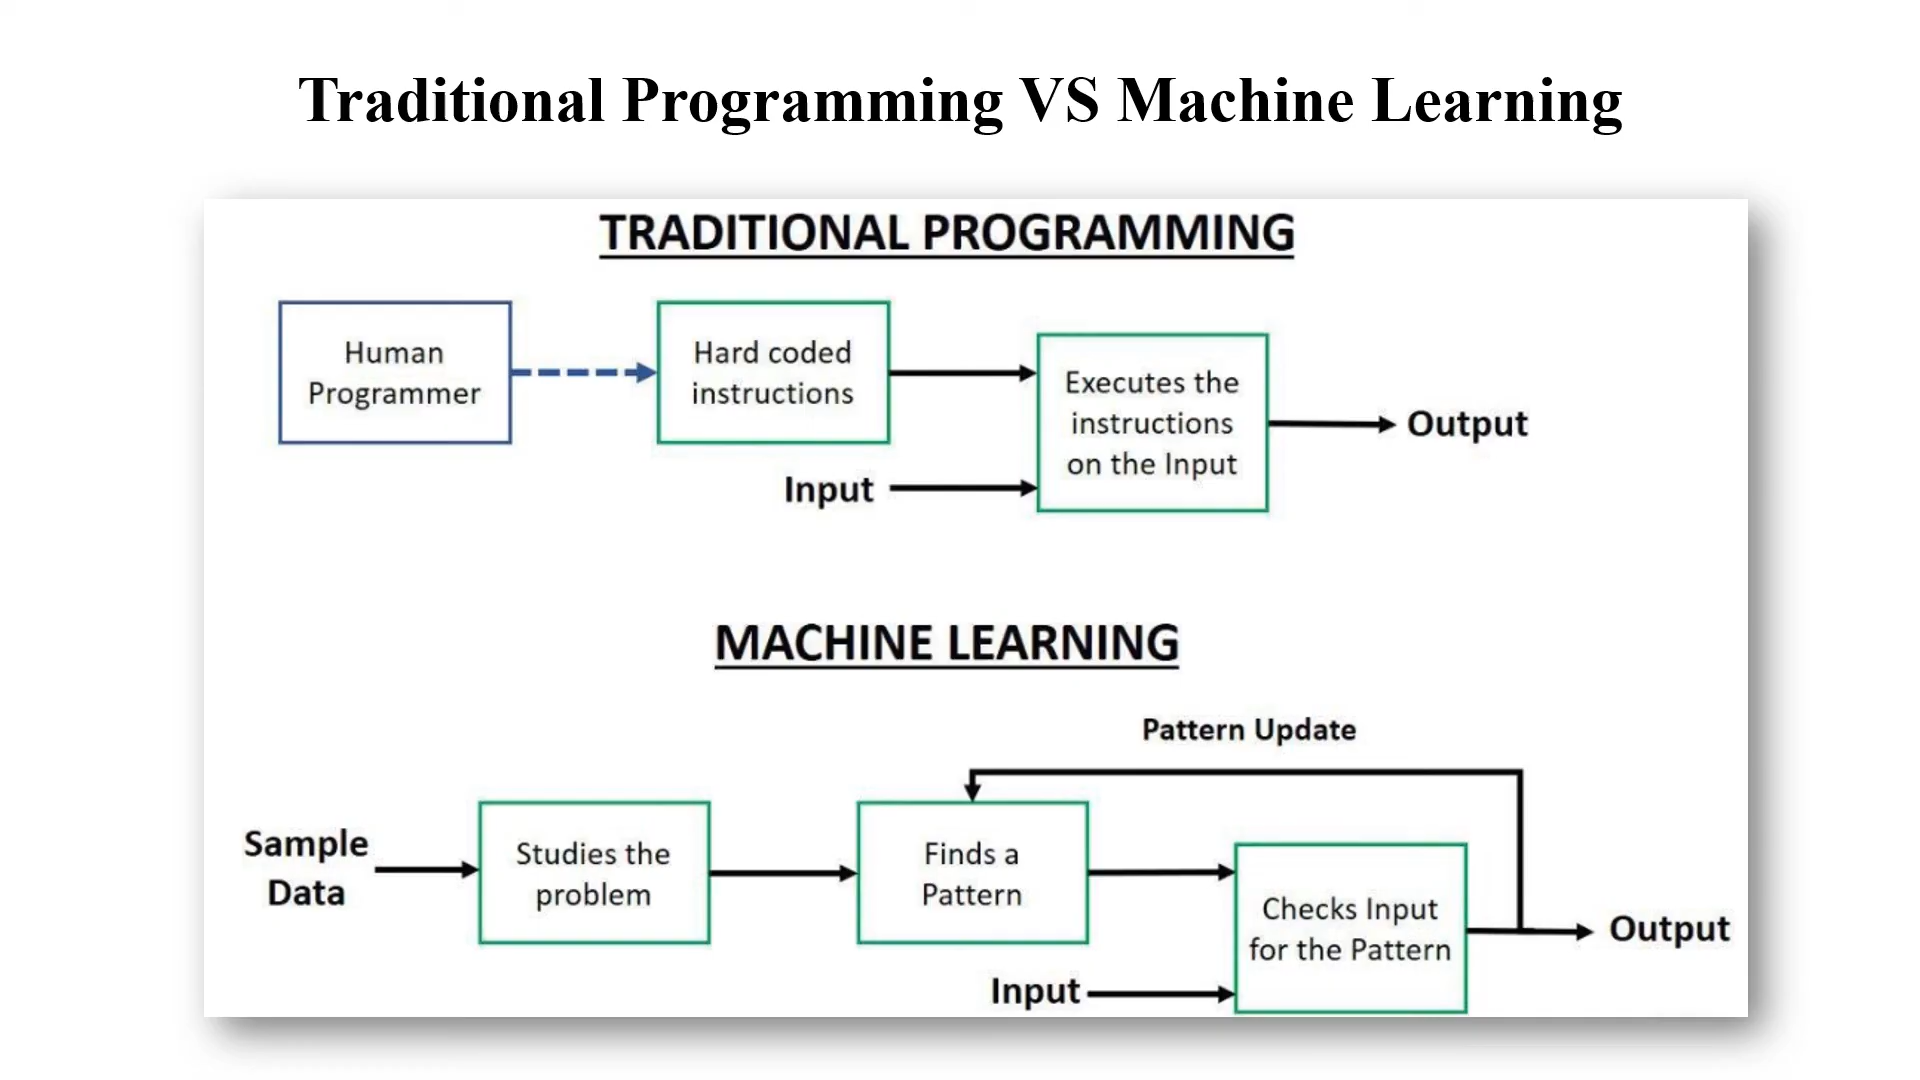 Traditional Programming VS Machine Learning
TRADITIONAL PROGRAMMING
Human
Programmer
Hard coded
instructions
Executes the
instructions
on the Input
Input
Output
MACHINE LEARNING
Pattern Update
Sample
Data
Studies the
problem
Finds a
Pattern
Checks Input
for the Pattern
Input
Output